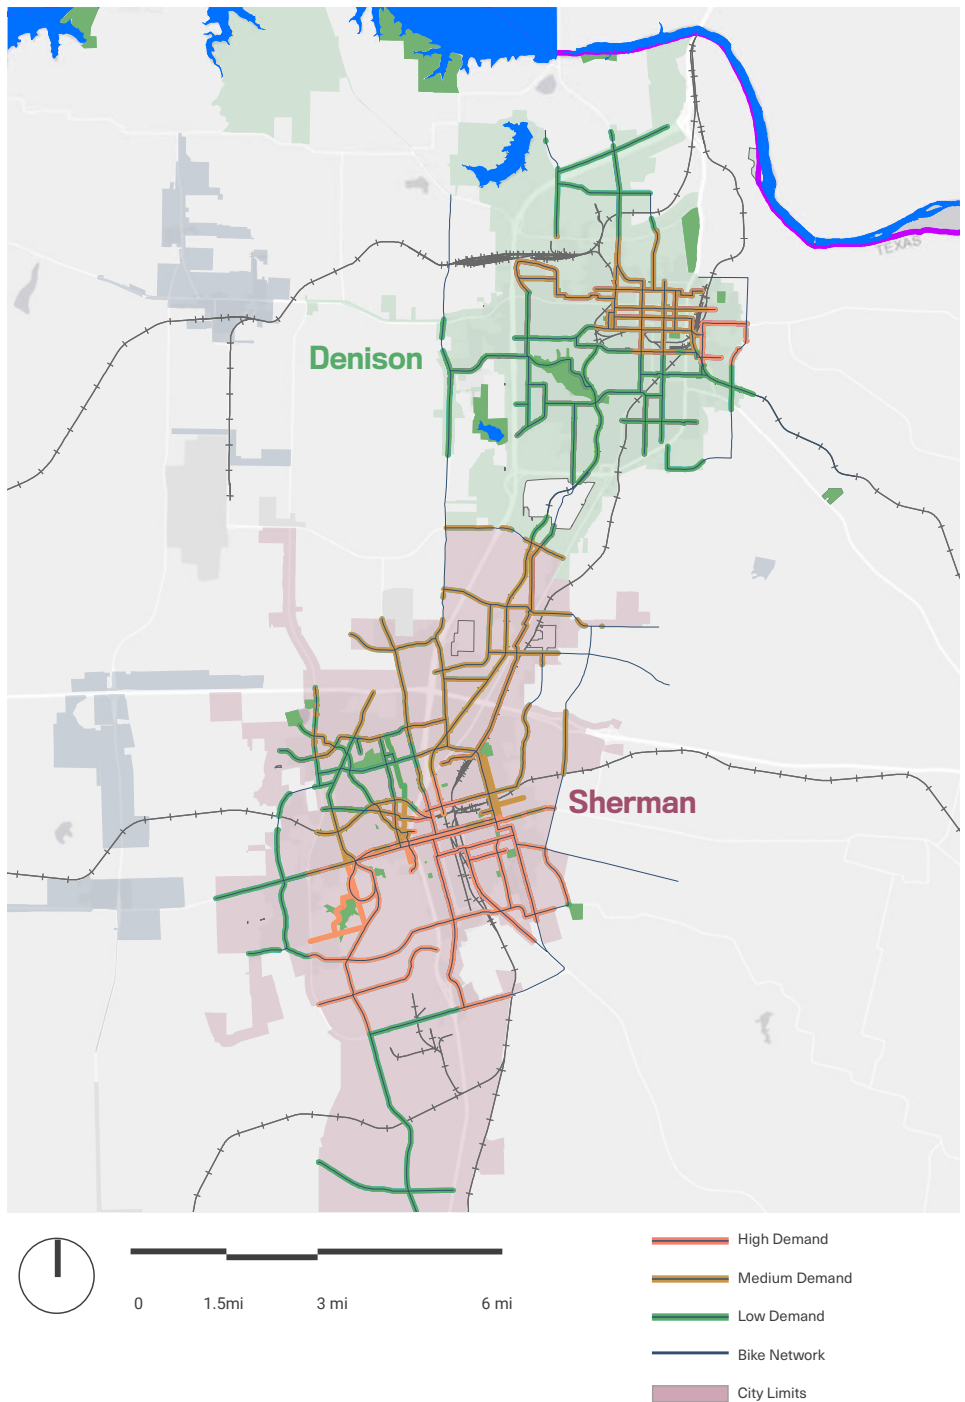 TEXAS
Denison
Sherman
0 1.5mi 3 mi 6 mi
High Demand
Medium Demand
Low Demand
Bike Network
City Limits